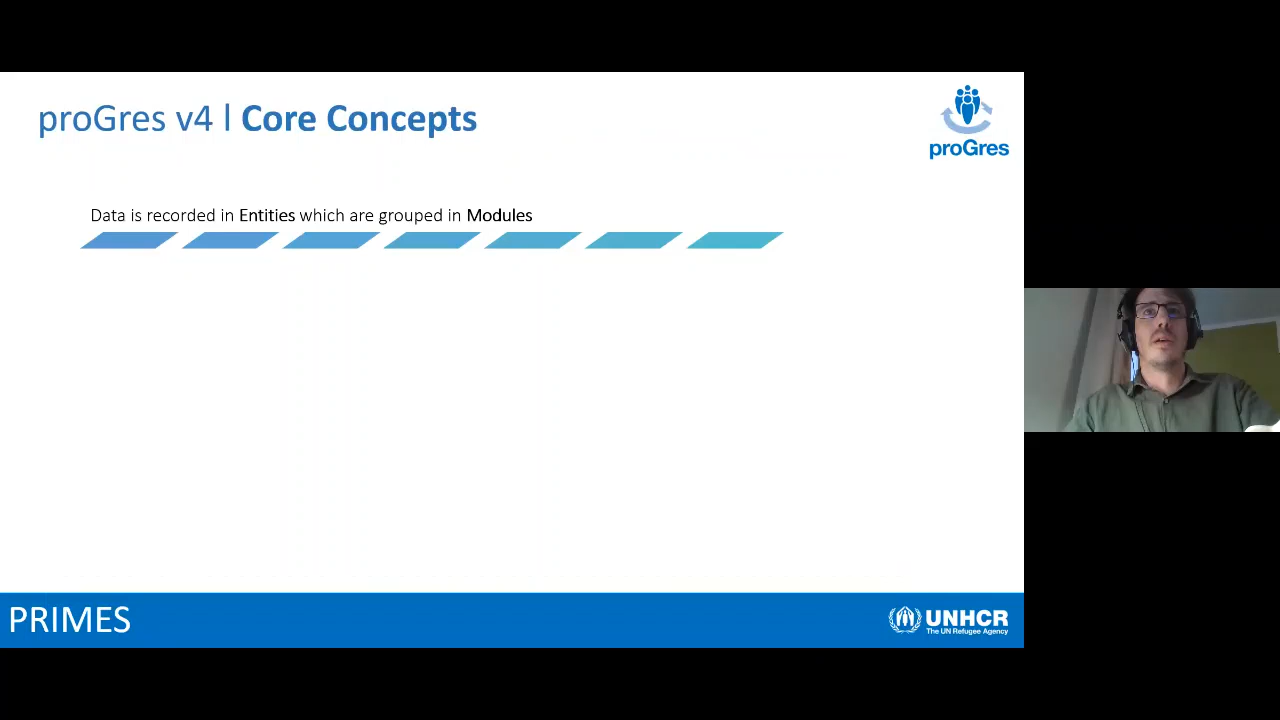 proGres v4 l Core Concepts
proGres
Data is recorded in Entities which are grouped in Modules
PRIMES
UNHCR
The UN Refugee Agency